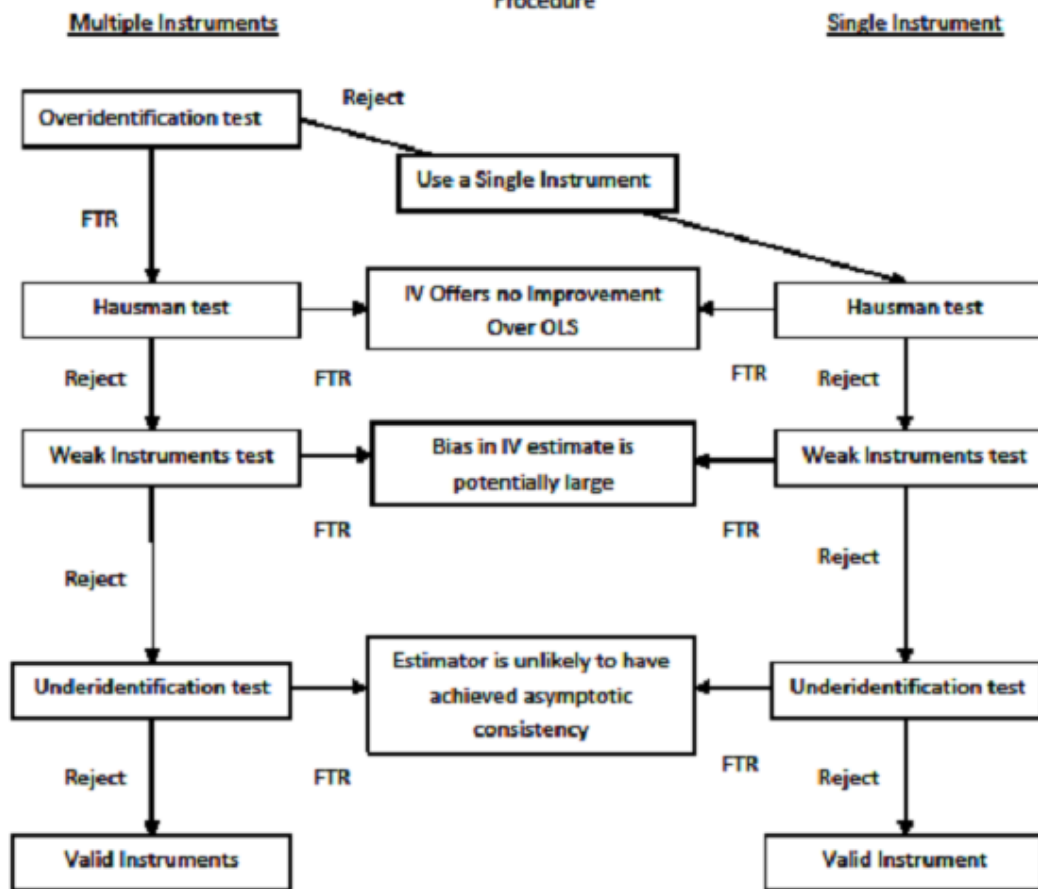 Procedure
Multiple Instruments
Single Instrument
Reject
Overidentification test
Use a Single Instrument
FTR
Hausman test
IV Offers no Improvement
Over OLS
Hausman test
Reject
FTR
FTR
Reject
Weak Instruments test
Bias in IV estimate is
potentially large
Weak Instruments test
FTR
FTR
Reject
Reject
Underidentification test
Estimator is unlikely to have
achieved asymptotic
consistency
Underidentification test
Reject
FTR
FTR
Reject
Valid Instruments
Valid Instrument